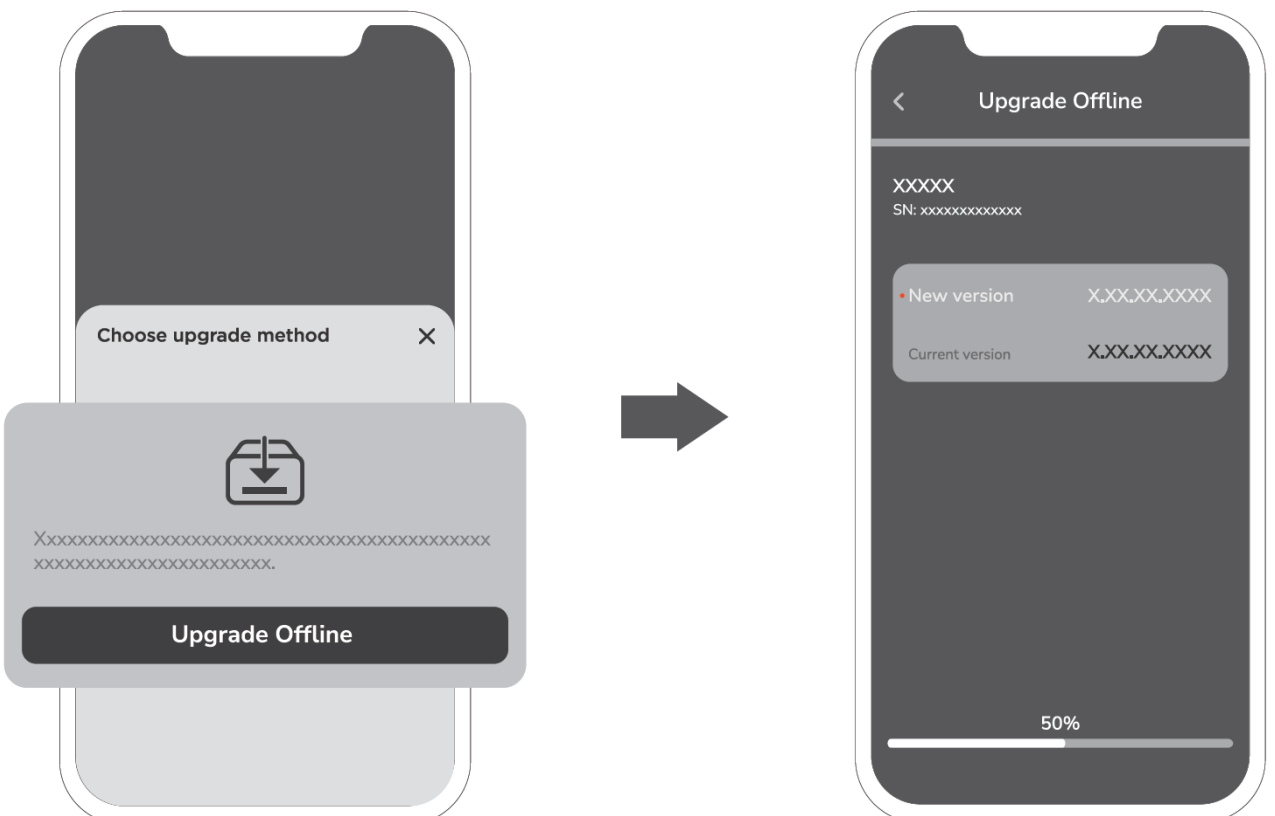 Choose upgrade method
Xxxxxxxxxxxxxxxxxxxxxxxxxxxxxxxxxxxxxxxxxxxx
xxxxxxxxxxxxxxxxxxxxxxx.
Upgrade Offline
Upgrade Offline
XXXXX
SN: xxxxxxxxxxxxx
New version X.XX.XX.XXXX
Current version X.XX.XX.XXXX
50%